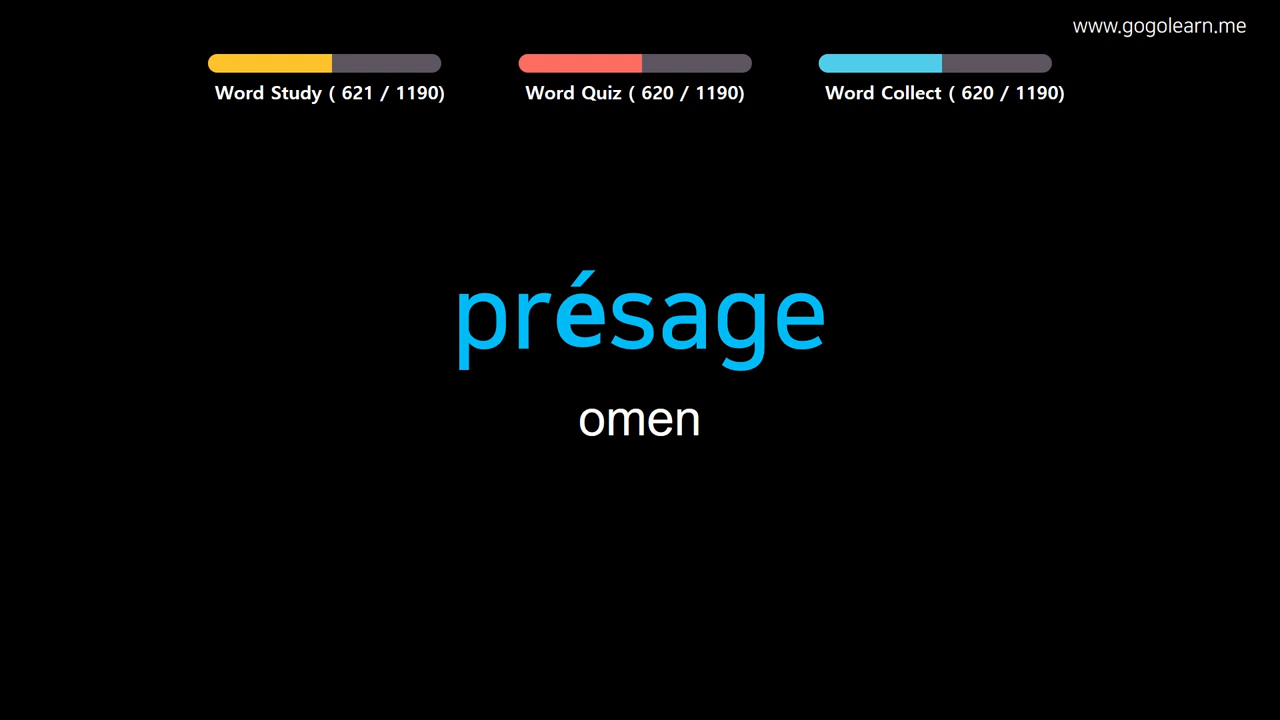 www.gogolearn.me
Word Study ( 621 / 1190)
Word Quiz ( 620 / 1190)
Word Collect ( 620 / 1190)
présage
omen